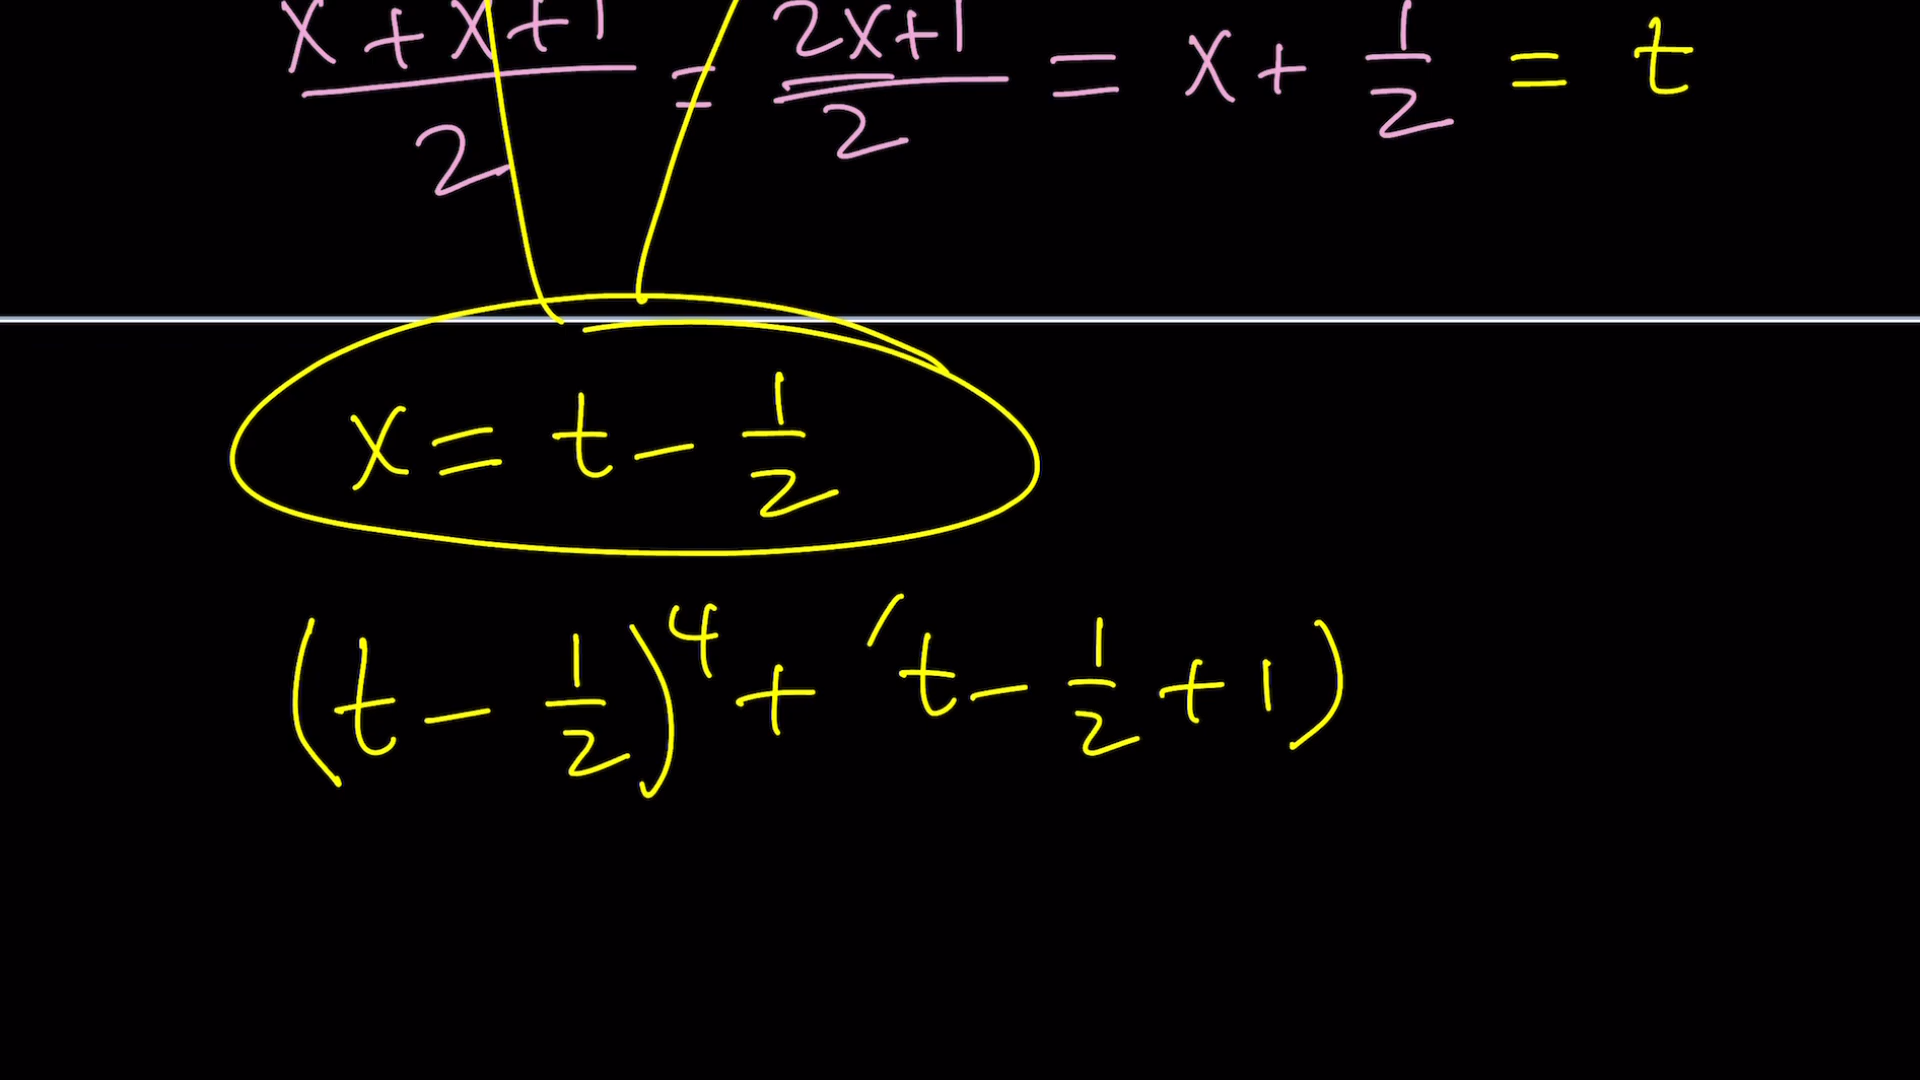 x + x + 1 / 2 = 2x+1 / 2 = x + 1/2 = t
x = t - 1/2
(t - 1/2)^4 + (t - 1/2 + 1)